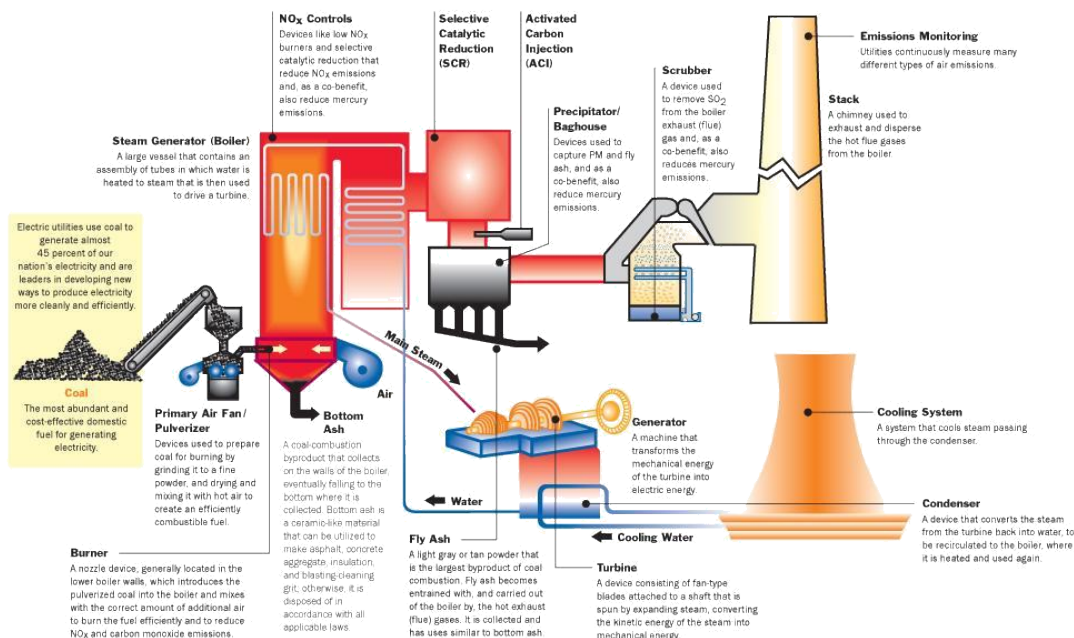 NOx Controls
Devices like low NOx
burners and selective
catalytic reduction that
reduce NOx emissions
and, as a co-benefit,
also reduce mercury
emissions.
Selective
Catalytic
Reduction
(SCR)
Activated
Carbon
Injection
(ACI)
Emissions Monitoring
Utilities continuously measure many
different types of air emissions.
Scrubber
A device used
to remove SO2
from the boiler
exhaust (flue)
gas and, as a
co-benefit, also
reduces mercury
emissions.
Stack
A chimney used to
exhaust and disperse
the hot flue gases
from the boiler
Precipitator/
Baghouse
Devices used to
capture PM and fly
ash, and as a
co-benefit, also
reduce mercury
emissions.
Steam Generator (Boiler)
A large vessel that contains an
assembly of tubes in which water is
heated to steam that is then used
to drive a turbine.
Electric utilities use coal to
generate almost
45 percent of our
nation's electricity and are
leaders in developing new
ways to produce electricity
more cleanly and efficiently.
Coal
The most abundant and
cost-effective domestic
fuel for generating
electricity.
Primary Air Fan/
Pulverizer
Devices used to prepare
coal for burning by
grinding it to a fine
powder, and drying and
mixing it with hot air to
create an efficiently
combustible fuel.
Air
Main Steam
Bottom
Ash
A coal-combustion
byproduct that collects
on the walls of the boiler,
eventually falling to the
bottom where it is
collected. Bottom ash is
a ceramic-like material
that can be utilized to
make asphalt, concrete
aggregate, insulation,
and blasting-cleaning
grit; otherwise, it is
disposed of in
accordance with all
applicable laws.
Generator
A machine that
transforms the
mechanical energy
of the turbine into
electric energy.
Cooling System
A system that cools steam passing
through the condenser.
Water
Cooling Water
Condenser
A device that converts the steam
from the turbine back into water, to
be recirculated to the boiler, where
it is heated and used again.
Burner
A nozzle device, generally located in the
lower boiler walls, which introduces the
pulverized coal into the boiler and mixes
with the correct amount of additional air
to burn the fuel efficiently and to reduce
NOx and carbon monoxide emissions.
Fly Ash
A light gray or tan powder that
is the largest byproduct of coal
combustion. Fly ash becomes
entrained with, and carried out
of the boiler by, the hot exhaust
(flue) gases. It is collected and
has uses similar to bottom ash.
Turbine
A device consisting of fan-type
blades attached to a shaft that is
spun by expanding steam, converting
the kinetic energy of the steam into
mechanical energy